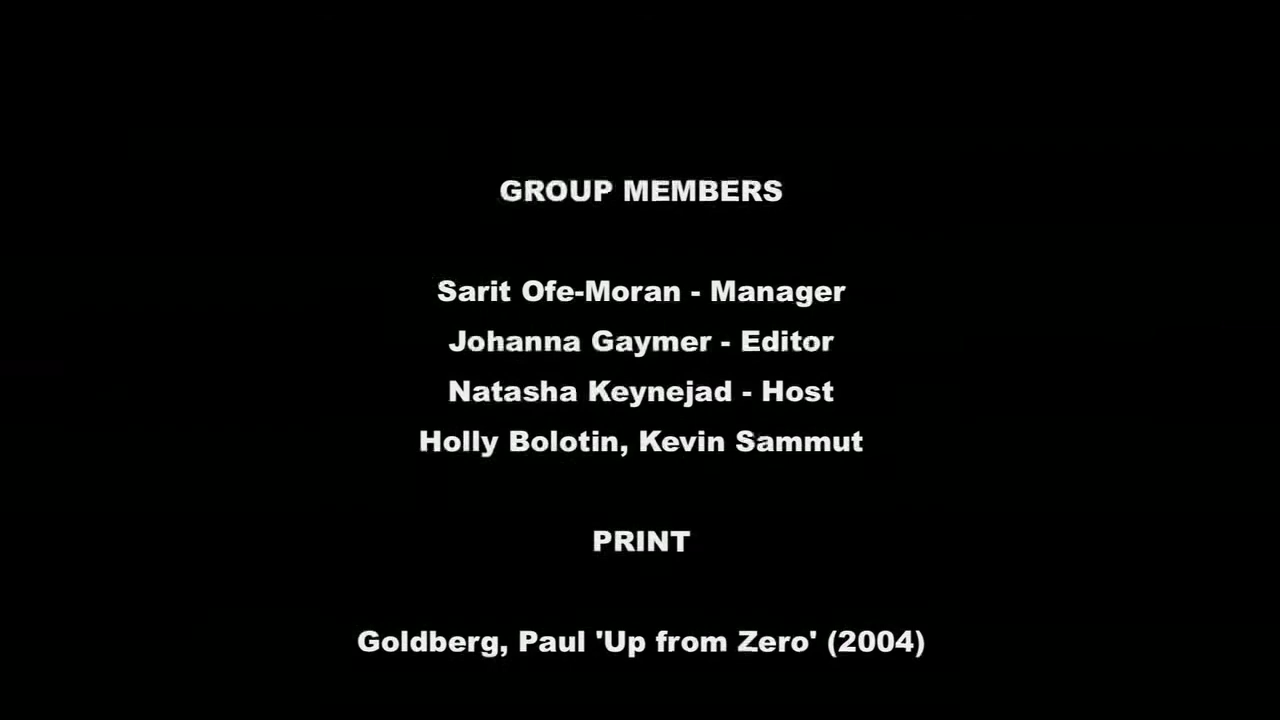 GROUP MEMBERS
Sarit Ofe-Moran - Manager
Johanna Gaymer - Editor
Natasha Keynejad - Host
Holly Bolotin, Kevin Sammut
PRINT
Goldberg, Paul 'Up from Zero' (2004)